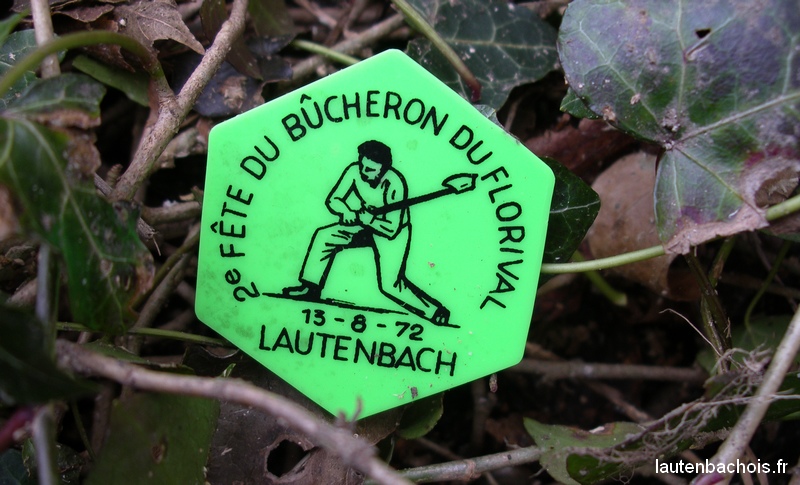 2e FÊTE DU BÛCHERON DU FLORIVAL
13-8-72
LAUTENBACH
lautenbachois.fr